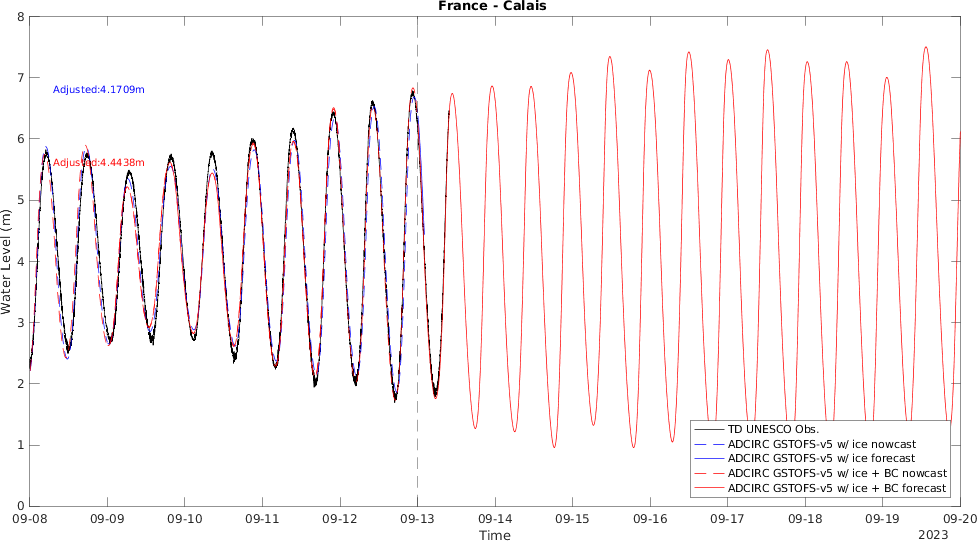 France - Calais
8
7
6
5
4
3
2
1
0
Water Level (m)
Adjusted:4.1709m
Adjusted:4.4438m
TD UNESCO Obs.
ADCIRC GSTOFS-v5 w/ ice nowcast
ADCIRC GSTOFS-v5 w/ ice forecast
ADCIRC GSTOFS-v5 w/ ice + BC nowcast
ADCIRC GSTOFS-v5 w/ ice + BC forecast
09-08 09-09 09-10 09-11 09-12 09-13 09-14 09-15 09-16 09-17 09-18 09-19 09-20
Time
2023